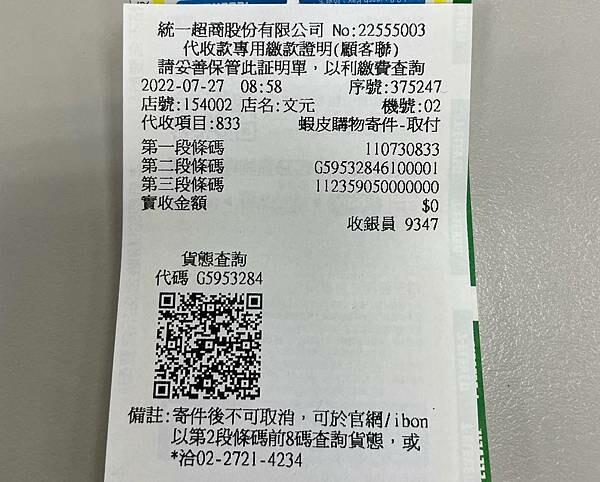 統一超商股份有限公司 No:22555003
代收款專用繳款證明(顧客聯)
請妥善保管此証明單，以利繳費查詢
2022-07-27 08:58 序號:375247
店號:154002 店名:文元 機號:02
代收項目:833 蝦皮購物寄件-取付
第一段條碼 110730833
第二段條碼 G59532846100001
第三段條碼 112359050000000
實收金額 $0
收銀員 9347
貨態查詢
代碼 G5953284
備註:寄件後不可取消，可於官網/ibon
以第2段條碼前8碼查詢貨態，或
*洽02-2721-4234